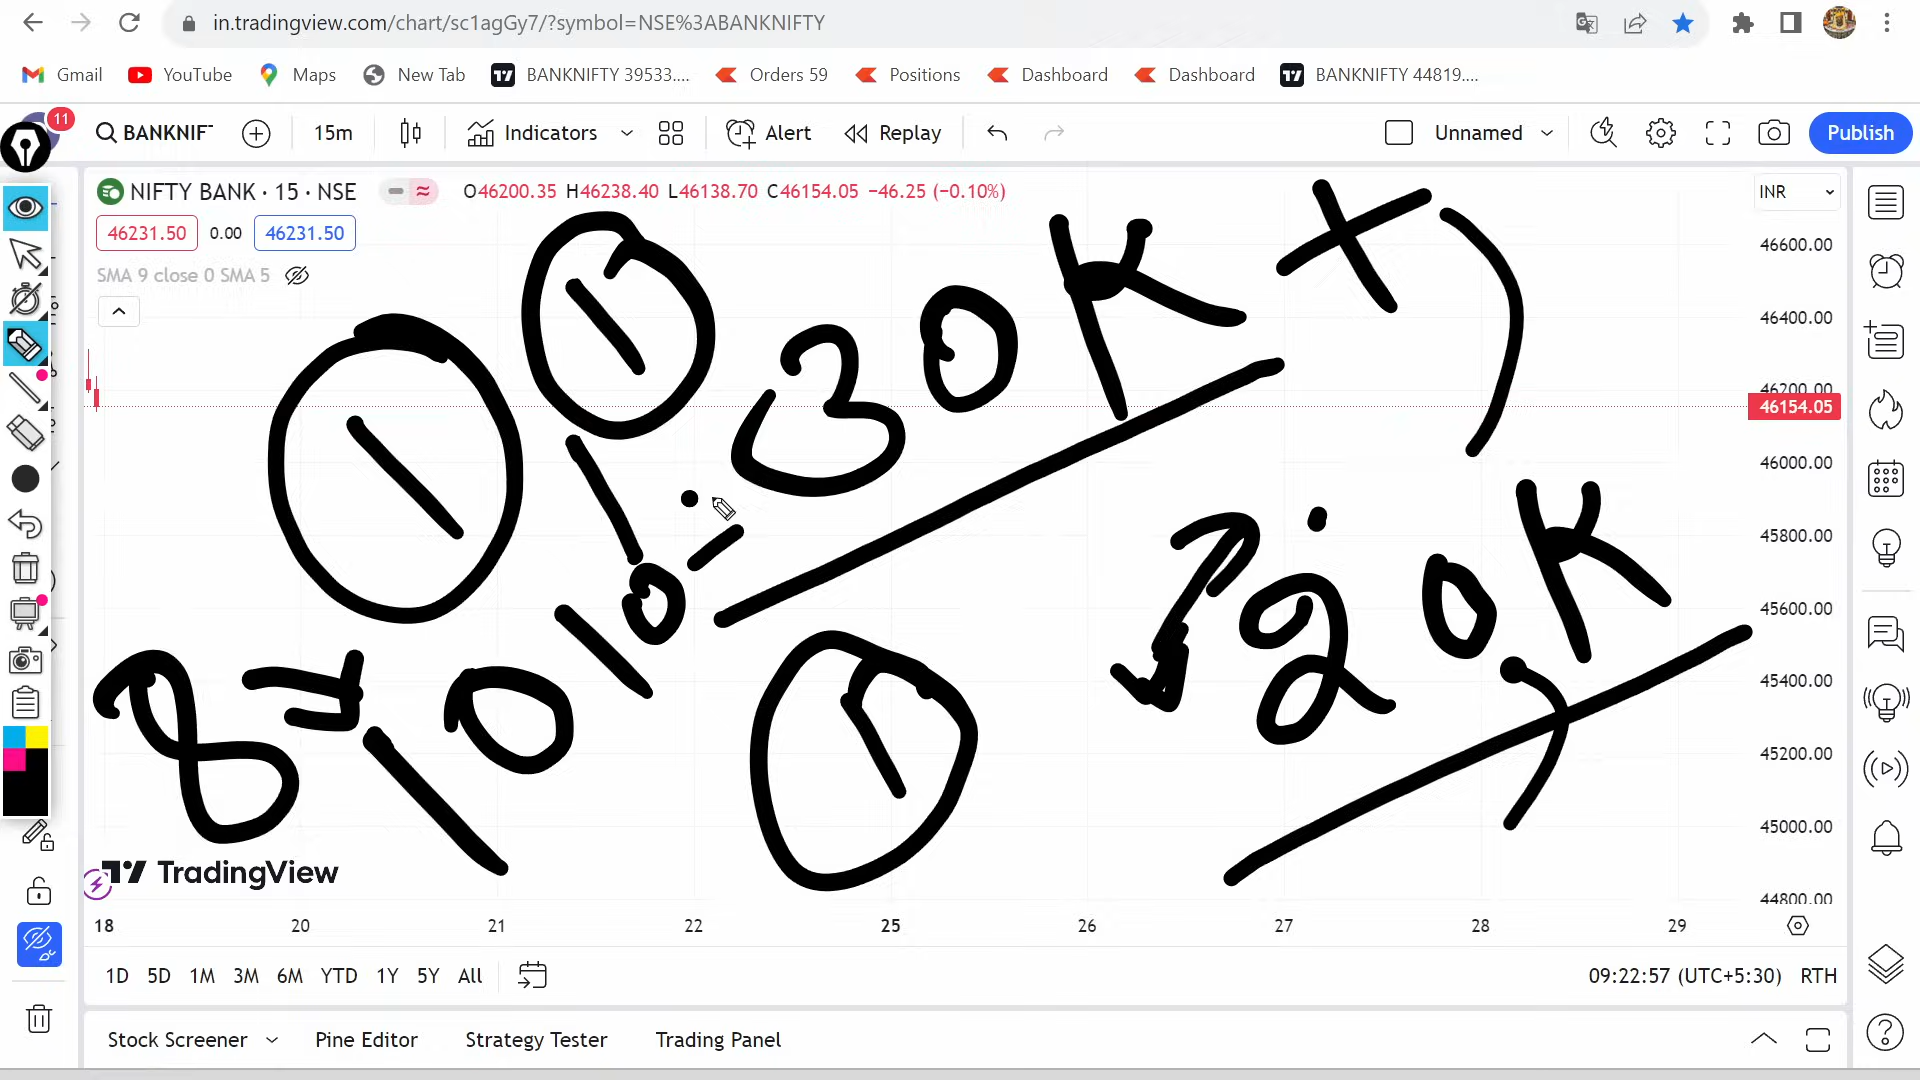 in.tradingview.com/chart/sc1agGy7/?symbol=NSE%3ABANKNIFTY
Gmail YouTube Maps New Tab BANKNIFTY 39533.... Orders 59 Positions Dashboard Dashboard BANKNIFTY 44819....
11
BANKNIF 15m Indicators Alert Replay Unnamed Publish
NIFTY BANK · 15 · NSE O46200.35 H46238.40 L46138.70 C46154.05 −46.25 (−0.10%) INR
46231.50 0.00 46231.50
SMA 9 close 0 SMA 5
46600.00
46400.00
46200.00
46154.05
46000.00
45800.00
45600.00
45400.00
45200.00
45000.00
44800.00
30K
20K
TradingView
18 20 21 22 25 26 27 28 29
1D 5D 1M 3M 6M YTD 1Y 5Y All 09:22:57 (UTC+5:30) RTH
Stock Screener Pine Editor Strategy Tester Trading Panel